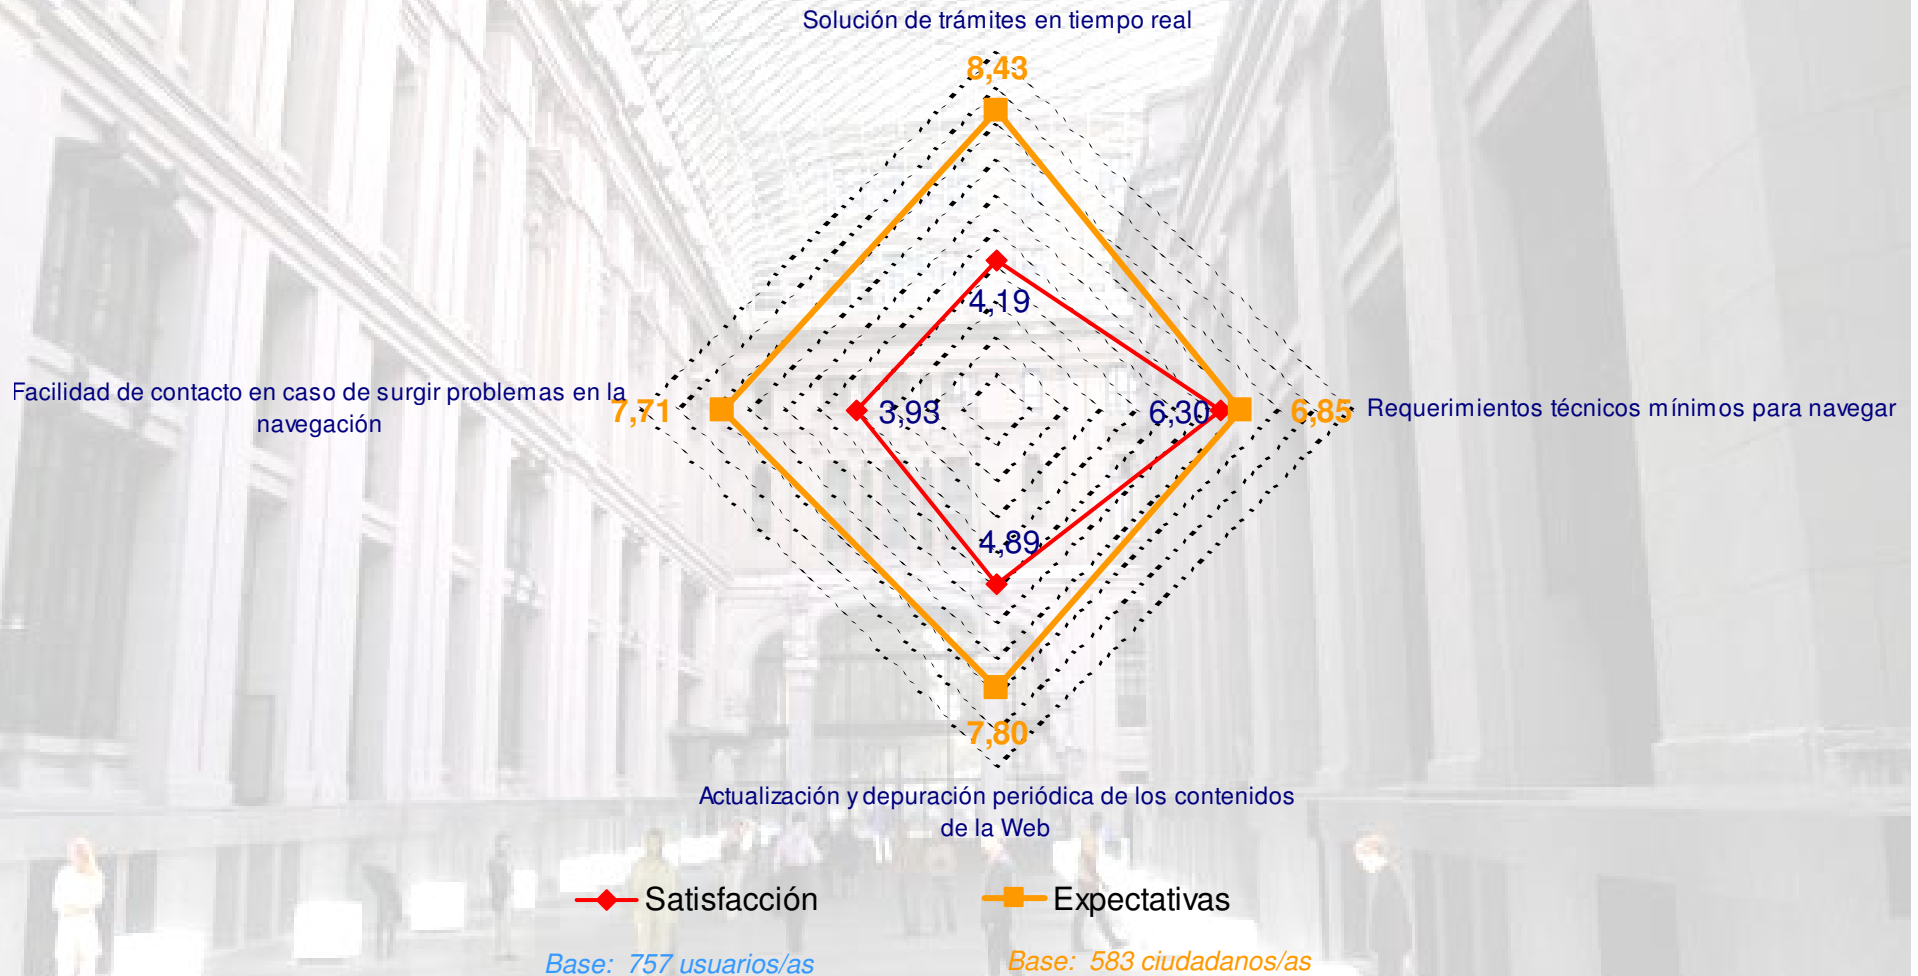 Solución de trámites en tiempo real
8,43
4,19
Facilidad de contacto en caso de surgir problemas en la
navegación
7,71
3,93
6,30
6,85
Requerimientos técnicos mínimos para navegar
4,89
7,80
Actualización y depuración periódica de los contenidos
de la Web
Satisfacción
Expectativas
Base: 757 usuarios/as
Base: 583 ciudadanos/as